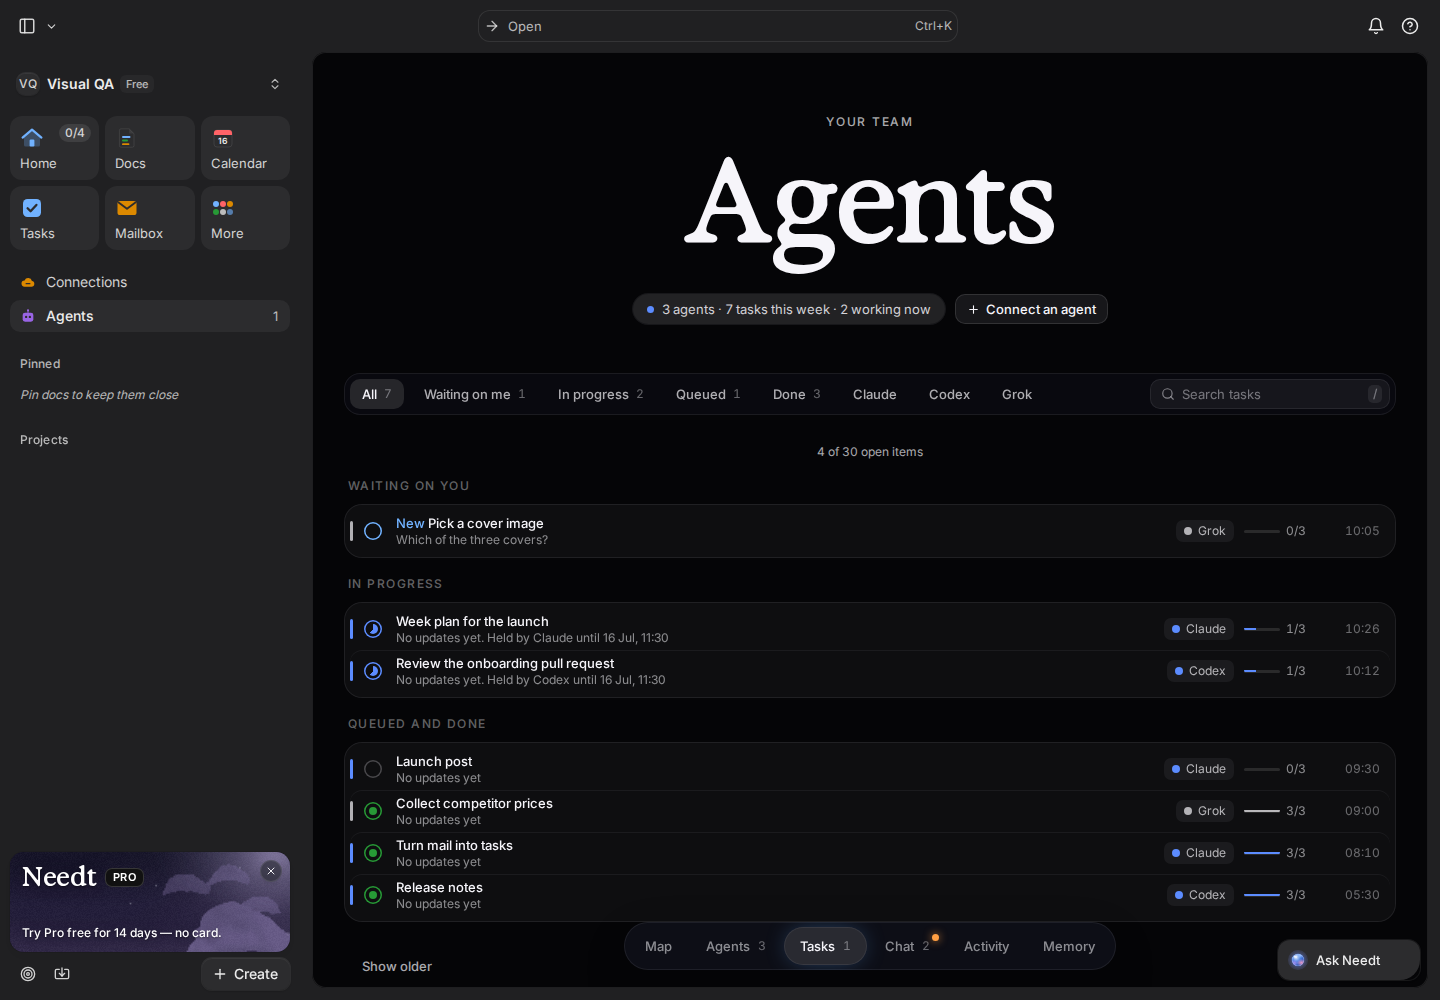 Open
Ctrl+K
VQ Visual QA Free
0/4
Home
Docs
16
Calendar
Tasks
Mailbox
More
Connections
Agents 1
Pinned
Pin docs to keep them close
Projects
Needt PRO
Try Pro free for 14 days — no card.
+ Create
YOUR TEAM
Agents
3 agents · 7 tasks this week · 2 working now
+ Connect an agent
All 7
Waiting on me 1
In progress 2
Queued 1
Done 3
Claude
Codex
Grok
Search tasks /
4 of 30 open items
WAITING ON YOU
New Pick a cover image
Which of the three covers?
Grok 0/3 10:05
IN PROGRESS
Week plan for the launch
No updates yet. Held by Claude until 16 Jul, 11:30
Claude 1/3 10:26
Review the onboarding pull request
No updates yet. Held by Codex until 16 Jul, 11:30
Codex 1/3 10:12
QUEUED AND DONE
Launch post
No updates yet
Claude 0/3 09:30
Collect competitor prices
No updates yet
Grok 3/3 09:00
Turn mail into tasks
No updates yet
Claude 3/3 08:10
Release notes
No updates yet
Codex 3/3 05:30
Show older
Map
Agents 3
Tasks 1
Chat 2
Activity
Memory
Ask Needt